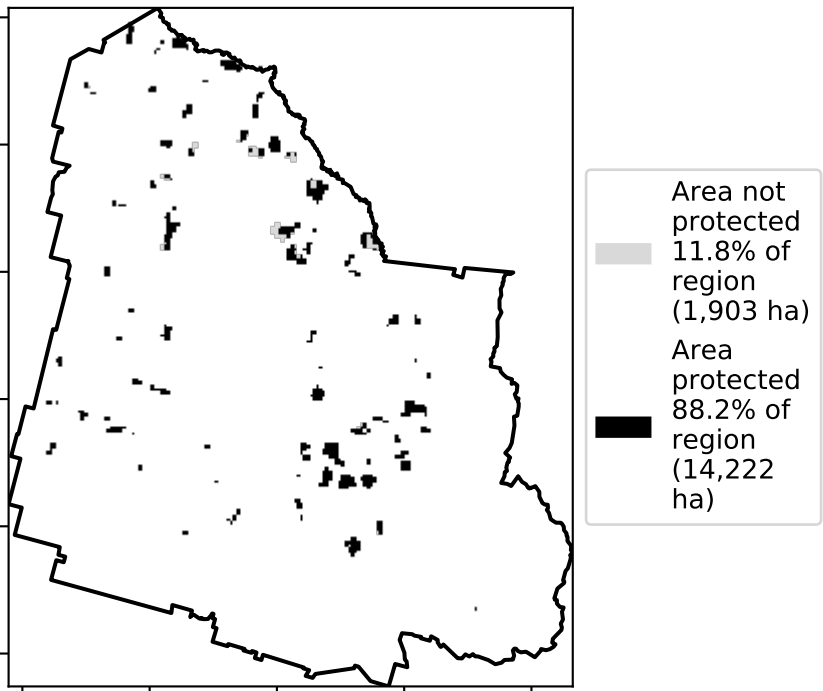 Area not
protected
11.8% of
region
(1,903 ha)
Area
protected
88.2% of
region
(14,222
ha)